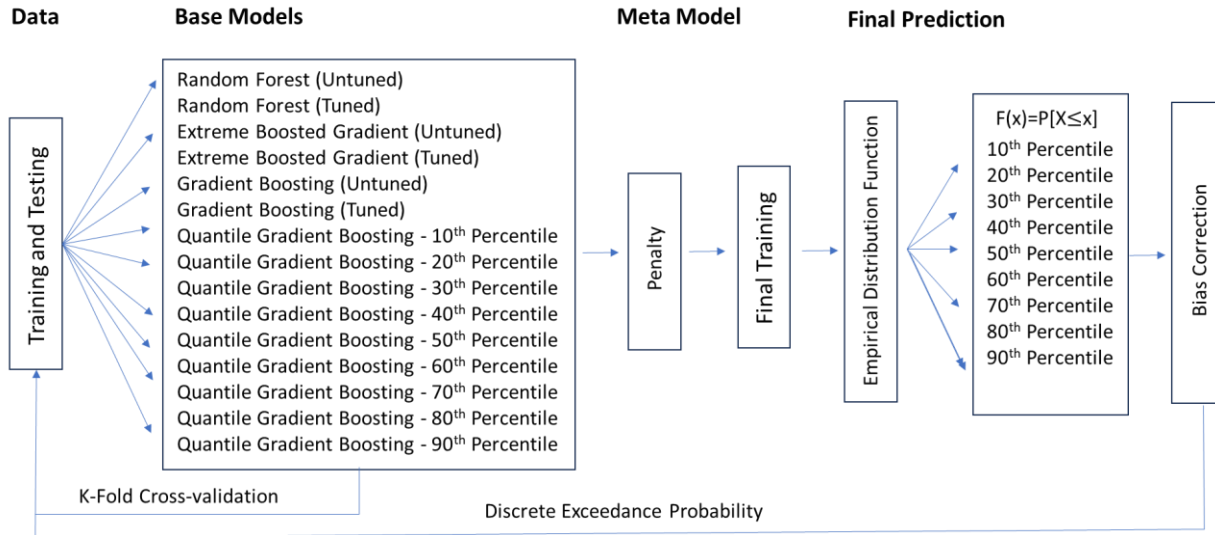 Data
Base Models
Meta Model
Final Prediction
Training and Testing
Random Forest (Untuned)
Random Forest (Tuned)
Extreme Boosted Gradient (Untuned)
Extreme Boosted Gradient (Tuned)
Gradient Boosting (Untuned)
Gradient Boosting (Tuned)
Quantile Gradient Boosting - 10th Percentile
Quantile Gradient Boosting - 20th Percentile
Quantile Gradient Boosting - 30th Percentile
Quantile Gradient Boosting - 40th Percentile
Quantile Gradient Boosting - 50th Percentile
Quantile Gradient Boosting - 60th Percentile
Quantile Gradient Boosting - 70th Percentile
Quantile Gradient Boosting - 80th Percentile
Quantile Gradient Boosting - 90th Percentile
Penalty
Final Training
Empirical Distribution Function
F(x)=P[X≤x]
10th Percentile
20th Percentile
30th Percentile
40th Percentile
50th Percentile
60th Percentile
70th Percentile
80th Percentile
90th Percentile
Bias Correction
K-Fold Cross-validation
Discrete Exceedance Probability